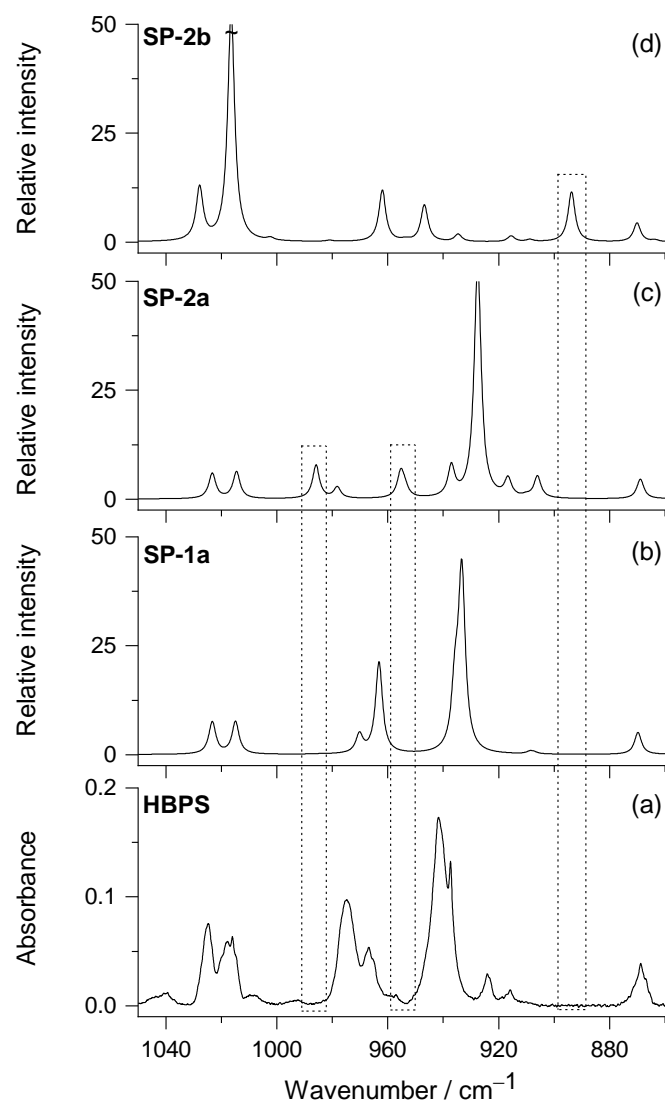 50
SP-2b
~
(d)
25
0
Relative intensity
50
SP-2a
(c)
25
0
Relative intensity
50
SP-1a
(b)
25
0
Relative intensity
0.2
HBPS
(a)
0.1
0.0
Absorbance
1040 1000 960 920 880
Wavenumber / cm⁻¹